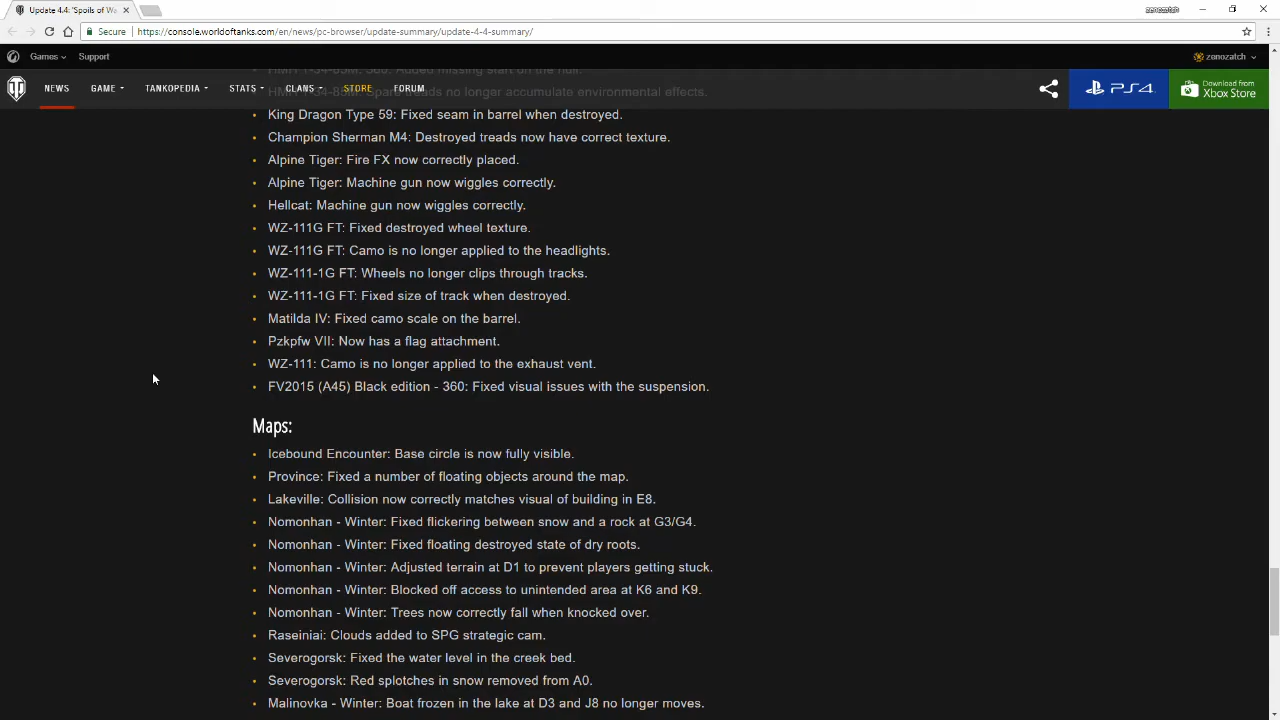 Update 4.4: 'Spoils of Wa
zenozatch
Secure
https://console.worldoftanks.com/en/news/pc-browser/update-summary/update-4-4-summary/
Games
Support
zenozatch
NEWS
GAME
TANKOPEDIA
STATS
STORE
CLANS
FORUM
PS4
Download from
Xbox Store
HMH T-34-85M: 360: Added missing start on the hull.
HMH T-34-85M: Spare treads no longer accumulate environmental effects.
King Dragon Type 59: Fixed seam in barrel when destroyed.
Champion Sherman M4: Destroyed treads now have correct texture.
Alpine Tiger: Fire FX now correctly placed.
Alpine Tiger: Machine gun now wiggles correctly.
Hellcat: Machine gun now wiggles correctly.
WZ-111G FT: Fixed destroyed wheel texture.
WZ-111G FT: Camo is no longer applied to the headlights.
WZ-111-1G FT: Wheels no longer clips through tracks.
WZ-111-1G FT: Fixed size of track when destroyed.
Matilda IV: Fixed camo scale on the barrel.
Pzkpfw VII: Now has a flag attachment.
WZ-111: Camo is no longer applied to the exhaust vent.
FV2015 (A45) Black edition - 360: Fixed visual issues with the suspension.
Maps:
Icebound Encounter: Base circle is now fully visible.
Province: Fixed a number of floating objects around the map.
Lakeville: Collision now correctly matches visual of building in E8.
Nomonhan - Winter: Fixed flickering between snow and a rock at G3/G4.
Nomonhan - Winter: Fixed floating destroyed state of dry roots.
Nomonhan - Winter: Adjusted terrain at D1 to prevent players getting stuck.
Nomonhan - Winter: Blocked off access to unintended area at K6 and K9.
Nomonhan - Winter: Trees now correctly fall when knocked over.
Raseiniai: Clouds added to SPG strategic cam.
Severogorsk: Fixed the water level in the creek bed.
Severogorsk: Red splotches in snow removed from A0.
Malinovka - Winter: Boat frozen in the lake at D3 and J8 no longer moves.